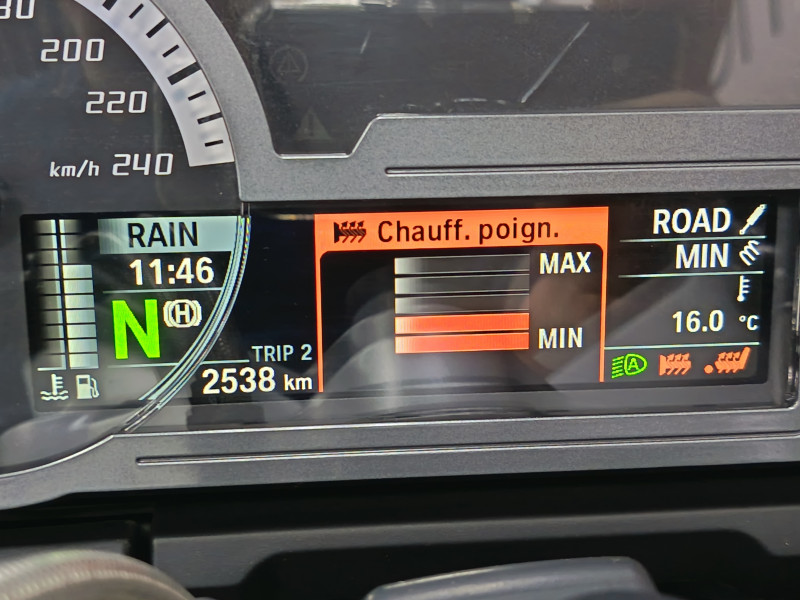 200
220
km/h 240
RAIN
11:46
N (H)
TRIP 2
2538 km
Chauff. poign.
MAX
MIN
ROAD
MIN
16.0 °C
A